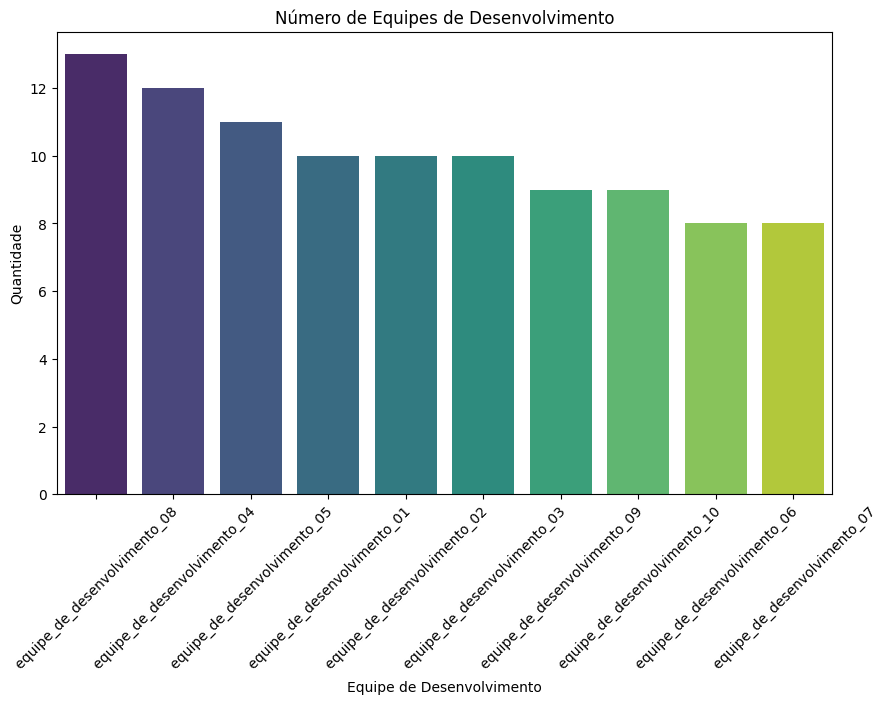 Número de Equipes de Desenvolvimento
Quantidade
12
10
8
6
4
2
0
equipe_de_desenvolvimento_08
equipe_de_desenvolvimento_04
equipe_de_desenvolvimento_05
equipe_de_desenvolvimento_01
equipe_de_desenvolvimento_02
equipe_de_desenvolvimento_03
equipe_de_desenvolvimento_09
equipe_de_desenvolvimento_10
equipe_de_desenvolvimento_06
equipe_de_desenvolvimento_07
Equipe de Desenvolvimento